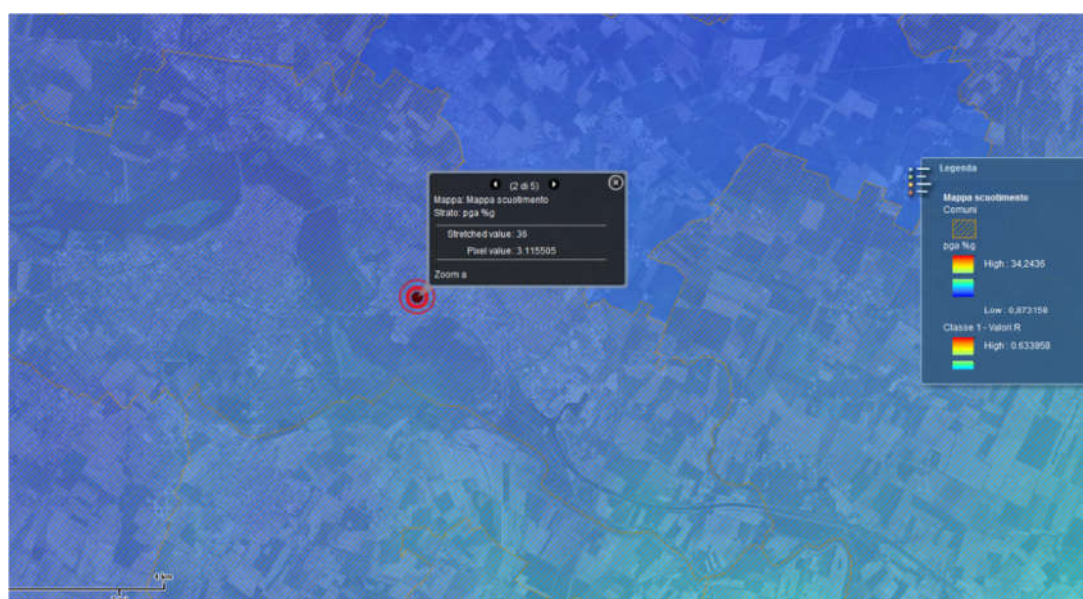 (2 di 5)
Mappa: Mappa scuotimento
Strato: pga %g
Stretched value: 36
Pixel value: 3.115505
Zoom a
Legenda
Mappa scuotimento
Comuni
pga %g
High : 34,2436
Low : 0,873158
Classe 1 - Valori R
High : 0.633958